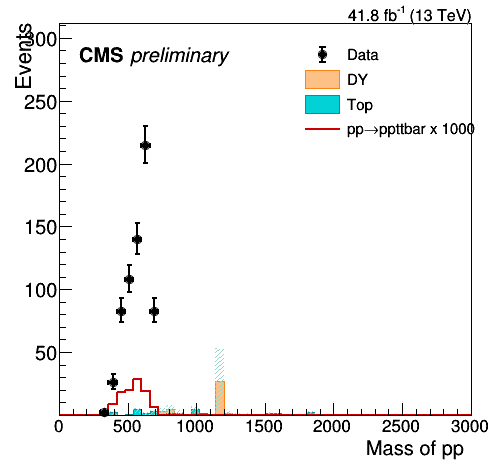 41.8 fb⁻¹ (13 TeV)
Events
CMS preliminary
Data
DY
Top
pp→ppttbar x 1000
300
250
200
150
100
50
0 500 1000 1500 2000 2500 3000
Mass of pp